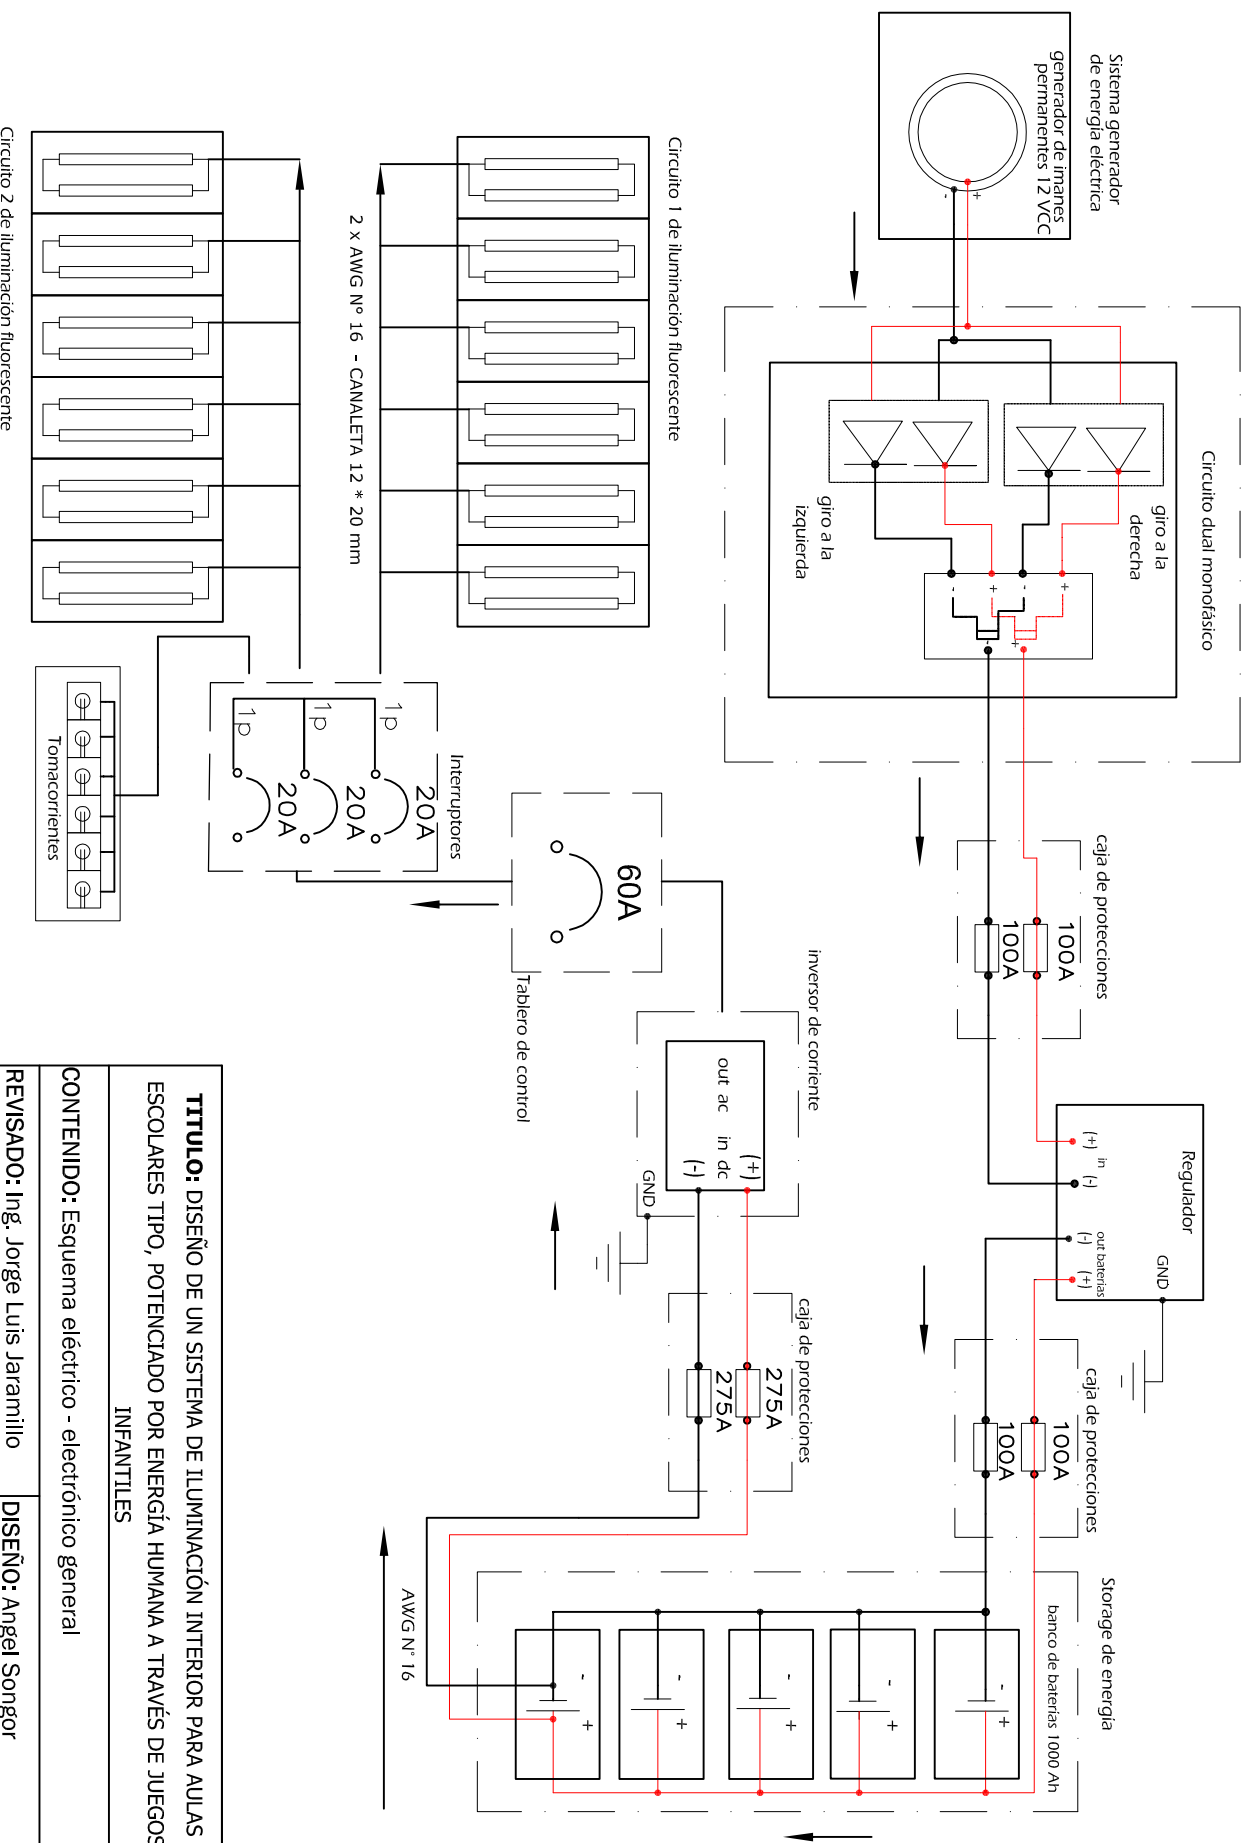 Sistema generador
de energía eléctrica
generador de imanes
permanentes 12 VCC
+
-
Circuito dual monofásico
giro a la
derecha
giro a la
izquierda
+
-
+
-
+
-
caja de protecciones
100A
100A
Regulador
(+) in (-)
out baterias
(-) (+)
GND
caja de protecciones
100A
100A
Storage de energía
banco de baterias 1000 Ah
- +
- +
- +
- +
- +
AWG N° 16
caja de protecciones
275A
275A
inversor de corriente
out ac in dc
(+)
(-)
GND
Tablero de control
60A
Interruptores
1p 20A
1p 20A
1p 20A
Tomacorrientes
Circuito 1 de iluminación fluorescente
2 x AWG N° 16 - CANALETA 12 * 20 mm
Circuito 2 de iluminación fluorescente
TITULO: DISEÑO DE UN SISTEMA DE ILUMINACIÓN INTERIOR PARA AULAS
ESCOLARES TIPO, POTENCIADO POR ENERGÍA HUMANA A TRAVÉS DE JUEGOS
INFANTILES
CONTENIDO: Esquema eléctrico - electrónico general
REVISADO: Ing. Jorge Luis Jaramillo
DISEÑO: Angel Songor